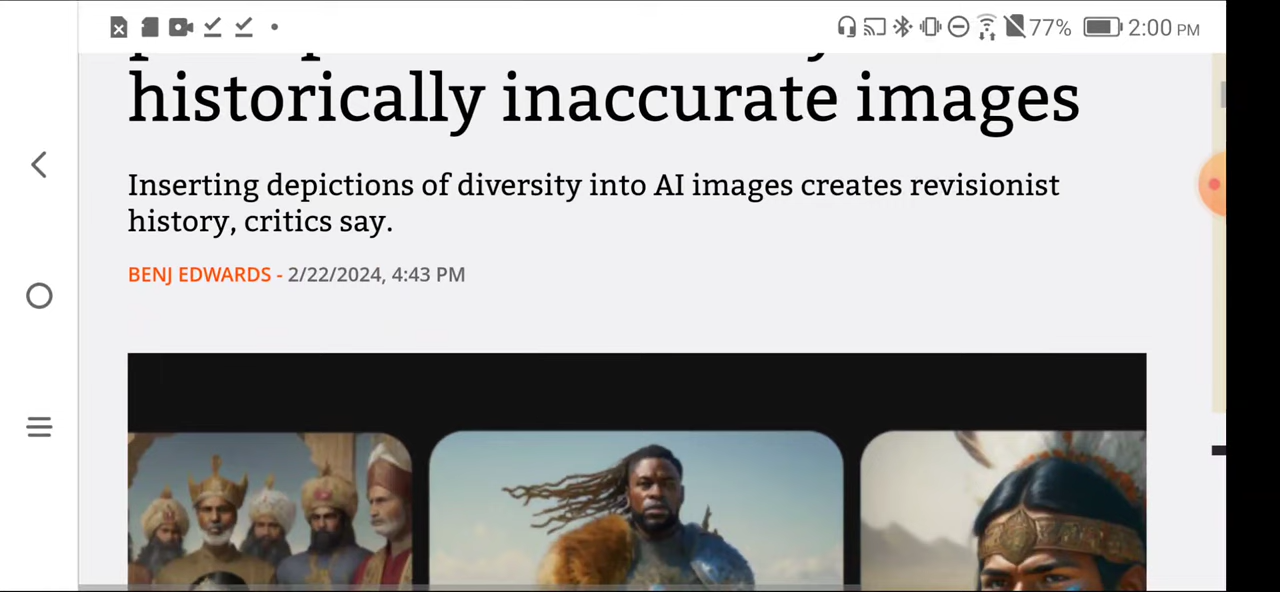 77% 2:00 PM
historically inaccurate images
Inserting depictions of diversity into AI images creates revisionist
history, critics say.
BENJ EDWARDS - 2/22/2024, 4:43 PM